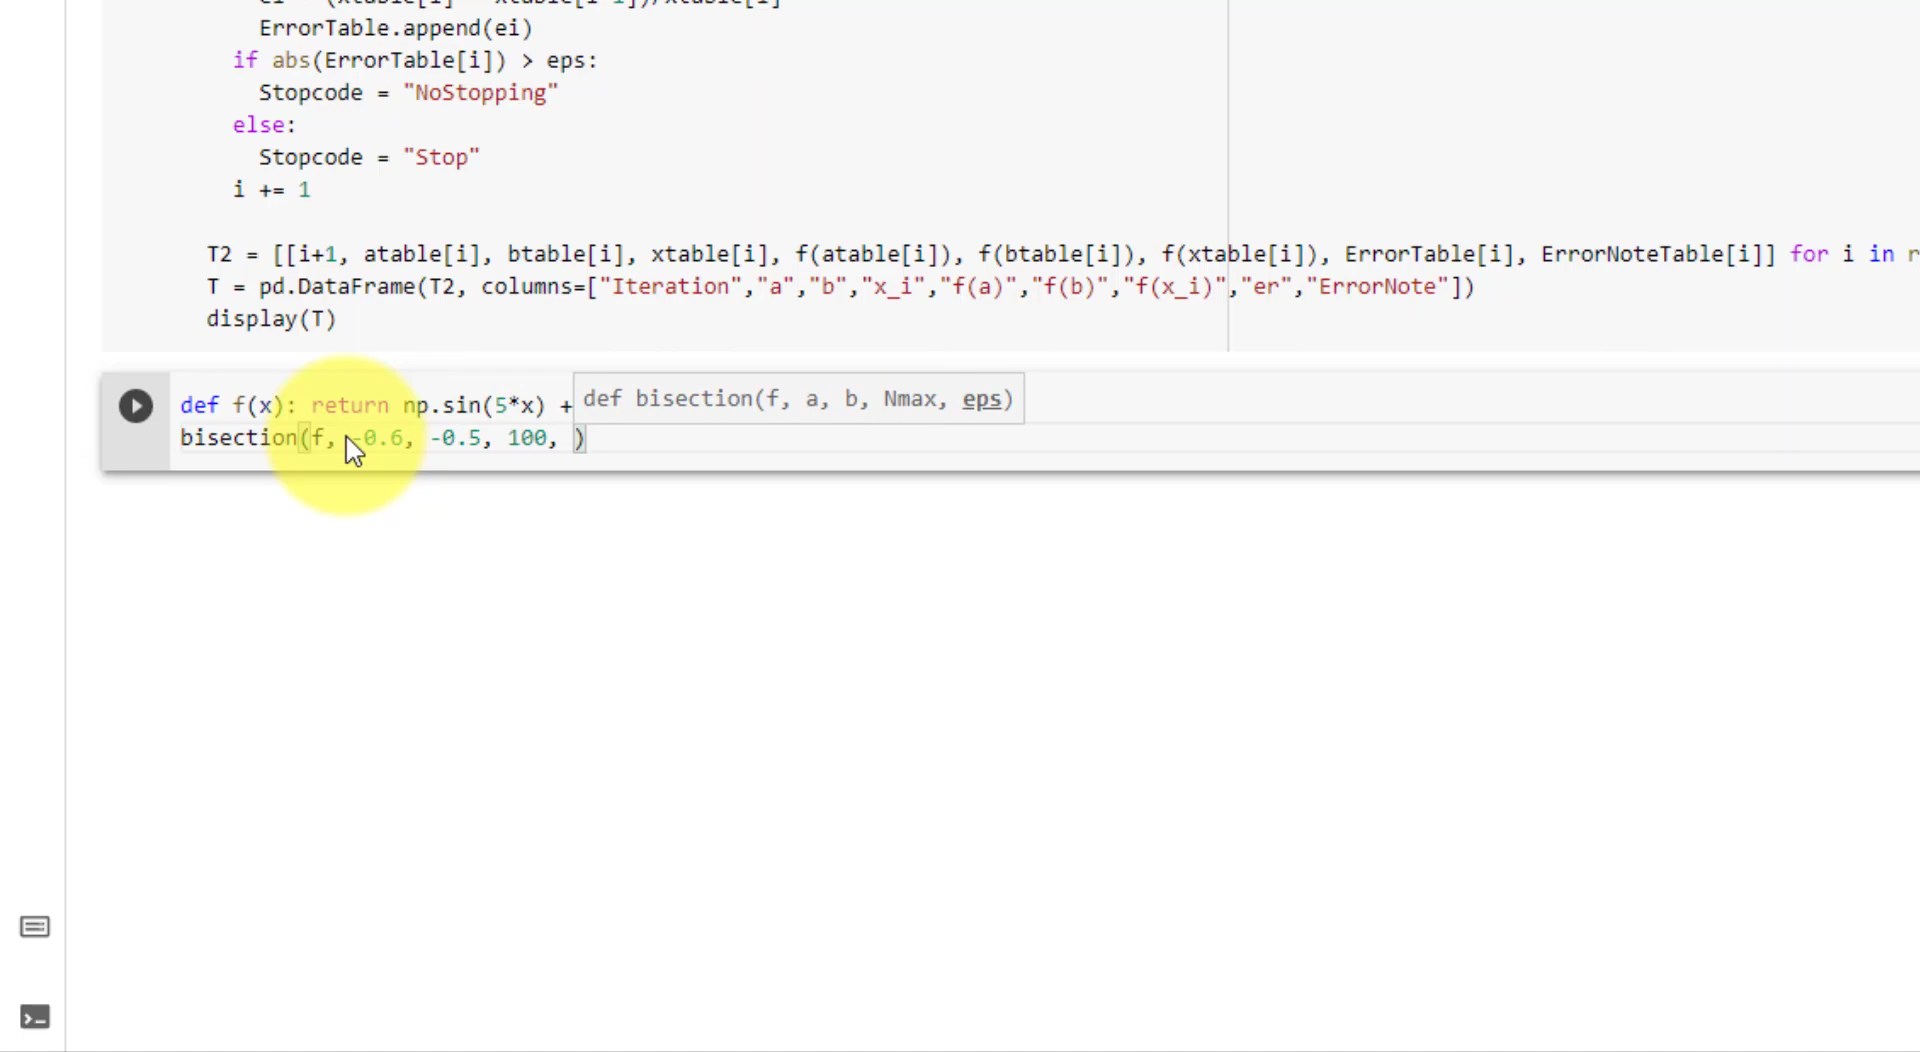 ErrorTable.append(ei)
if abs(ErrorTable[i]) > eps:
Stopcode = "NoStopping"
else:
Stopcode = "Stop"
i += 1
T2 = [[i+1, atable[i], btable[i], xtable[i], f(atable[i]), f(btable[i]), f(xtable[i]), ErrorTable[i], ErrorNoteTable[i]] for i in r
T = pd.DataFrame(T2, columns=["Iteration","a","b","x_i","f(a)","f(b)","f(x_i)","er","ErrorNote"])
display(T)
def f(x): return np.sin(5*x) +
def bisection(f, a, b, Nmax, eps)
bisection(f, -0.6, -0.5, 100, )